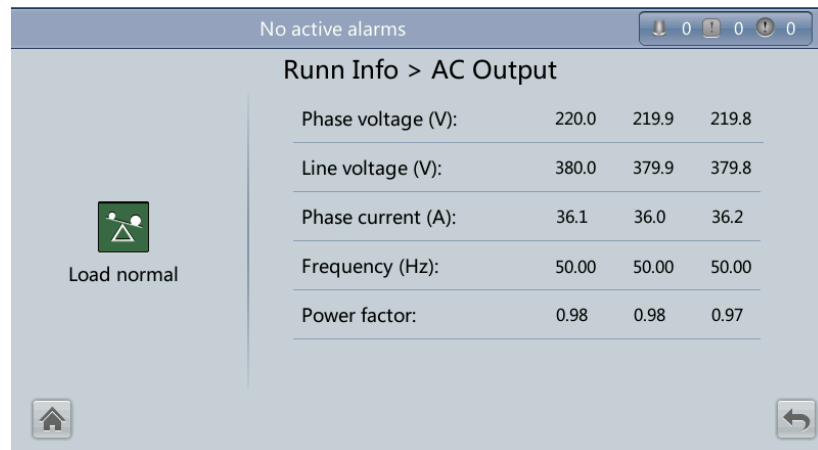 No active alarms 0 0 0
Runn Info > AC Output
Phase voltage (V): 220.0 219.9 219.8
Line voltage (V): 380.0 379.9 379.8
Phase current (A): 36.1 36.0 36.2
Frequency (Hz): 50.00 50.00 50.00
Load normal
Power factor: 0.98 0.98 0.97